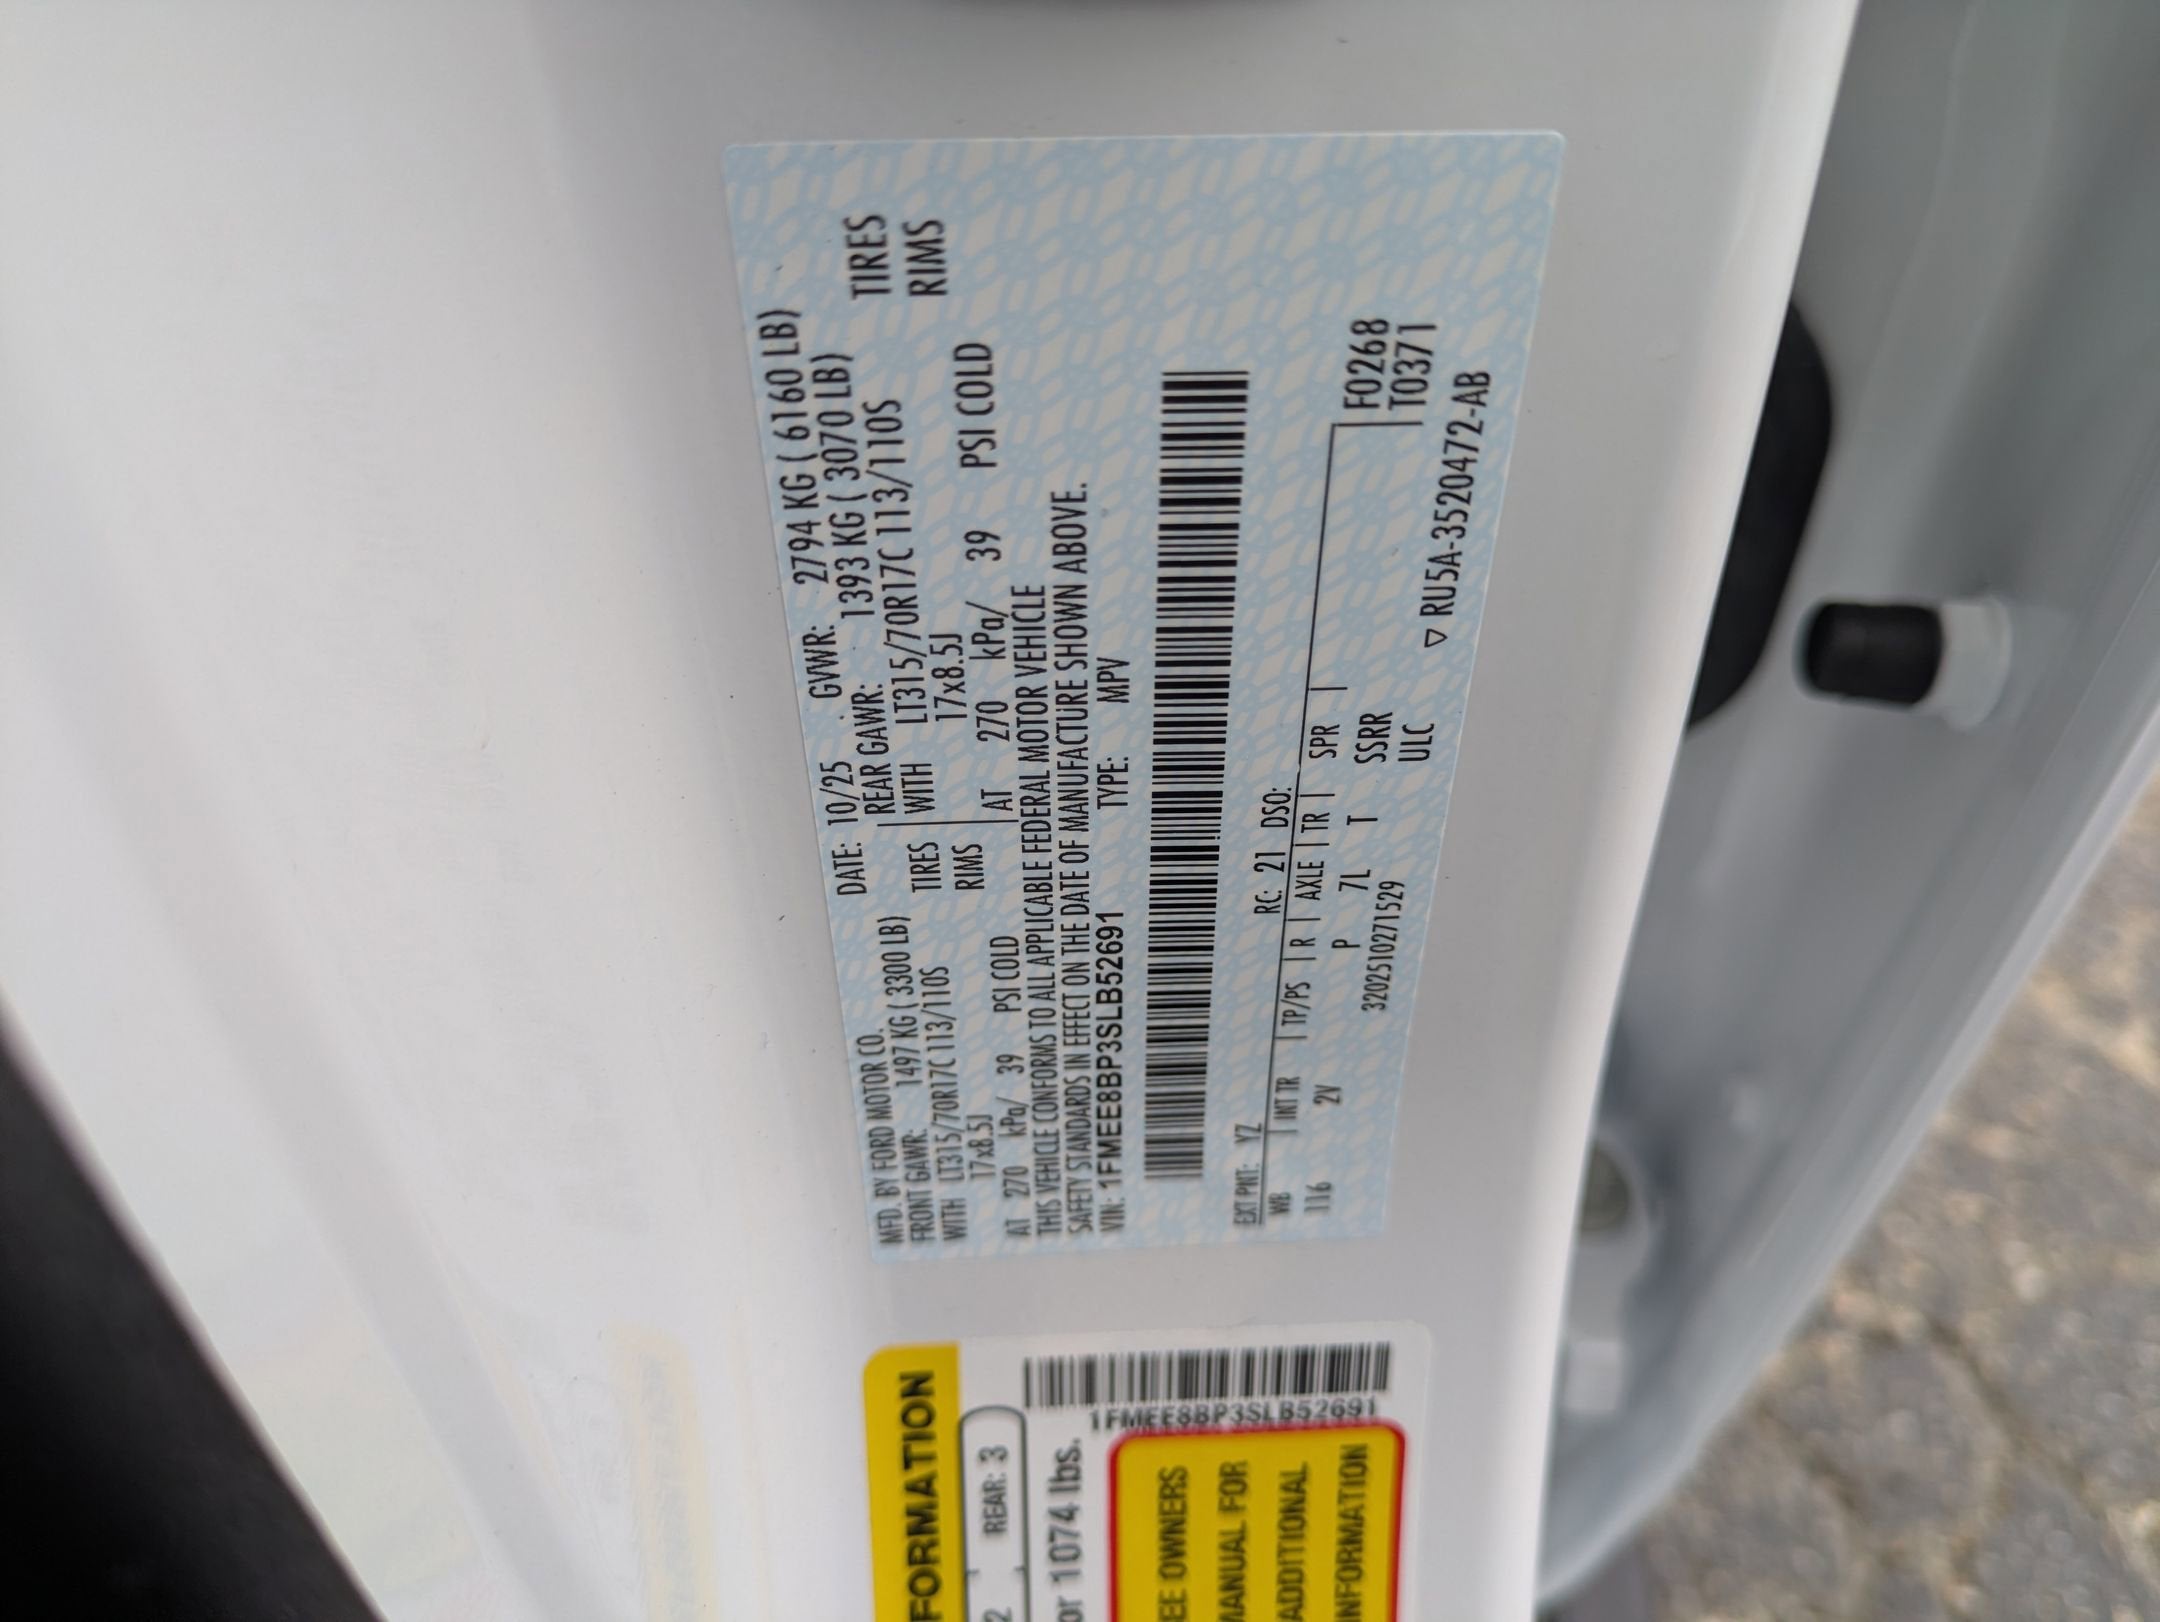 MFD. BY FORD MOTOR CO. DATE: 10/25 GVWR: 2794 KG ( 6160 LB)
FRONT GAWR: 1497 KG ( 3300 LB) REAR GAWR: 1393 KG ( 3070 LB)
WITH LT315/70R17C 113/110S TIRES WITH LT315/70R17C 113/110S TIRES
17x8.5J RIMS 17x8.5J RIMS
AT 270 kPa/ 39 PSI COLD AT 270 kPa/ 39 PSI COLD
THIS VEHICLE CONFORMS TO ALL APPLICABLE FEDERAL MOTOR VEHICLE
SAFETY STANDARDS IN EFFECT ON THE DATE OF MANUFACTURE SHOWN ABOVE.
VIN: 1FMEE8BP3SLB52691 TYPE: MPV
EXT PNT: YZ RC: 21 DSO:
WB INT TR TP/PS R AXLE TR SPR F0268
116 2V P 7L T SSRR T0371
3202510271529 ULC
▽ RU5A-3520472-AB
FORMATION
2 REAR: 3
or 1074 lbs.
1FMEE8BP3SLB52691
EE OWNERS
MANUAL FOR
ADDITIONAL
INFORMATION